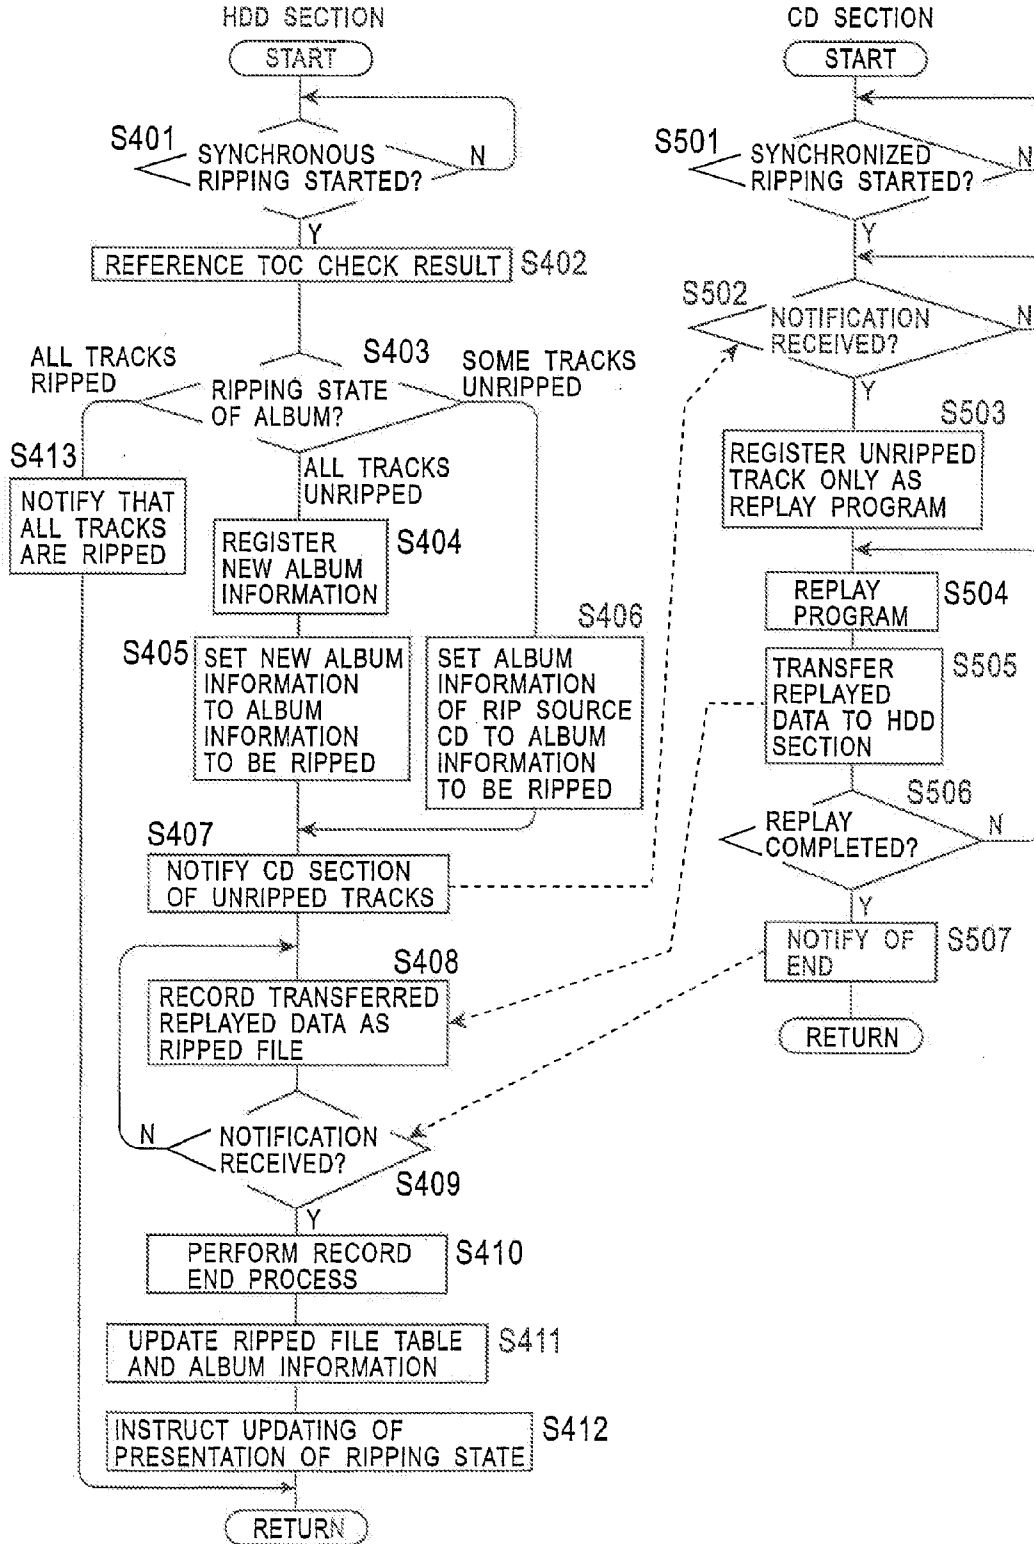 HDD SECTION
START
S401
SYNCHRONOUS
RIPPING STARTED?
N
Y
REFERENCE TOC CHECK RESULT
S402
S403
ALL TRACKS
RIPPED
RIPPING STATE
OF ALBUM?
SOME TRACKS
UNRIPPED
ALL TRACKS
UNRIPPED
S413
NOTIFY THAT
ALL TRACKS
ARE RIPPED
REGISTER
NEW ALBUM
INFORMATION
S404
S405
SET NEW ALBUM
INFORMATION
TO ALBUM
INFORMATION
TO BE RIPPED
S406
SET ALBUM
INFORMATION
OF RIP SOURCE
CD TO ALBUM
INFORMATION
TO BE RIPPED
S407
NOTIFY CD SECTION
OF UNRIPPED TRACKS
S408
RECORD TRANSFERRED
REPLAYED DATA AS
RIPPED FILE
N
NOTIFICATION
RECEIVED?
S409
Y
PERFORM RECORD
END PROCESS
S410
UPDATE RIPPED FILE TABLE
AND ALBUM INFORMATION
S411
INSTRUCT UPDATING OF
PRESENTATION OF RIPPING STATE
S412
RETURN
CD SECTION
START
S501
SYNCHRONIZED
RIPPING STARTED?
N
Y
S502
NOTIFICATION
RECEIVED?
N
Y
S503
REGISTER UNRIPPED
TRACK ONLY AS
REPLAY PROGRAM
REPLAY
PROGRAM
S504
TRANSFER
REPLAYED
DATA TO HDD
SECTION
S505
S506
REPLAY
COMPLETED?
N
Y
NOTIFY OF
END
S507
RETURN